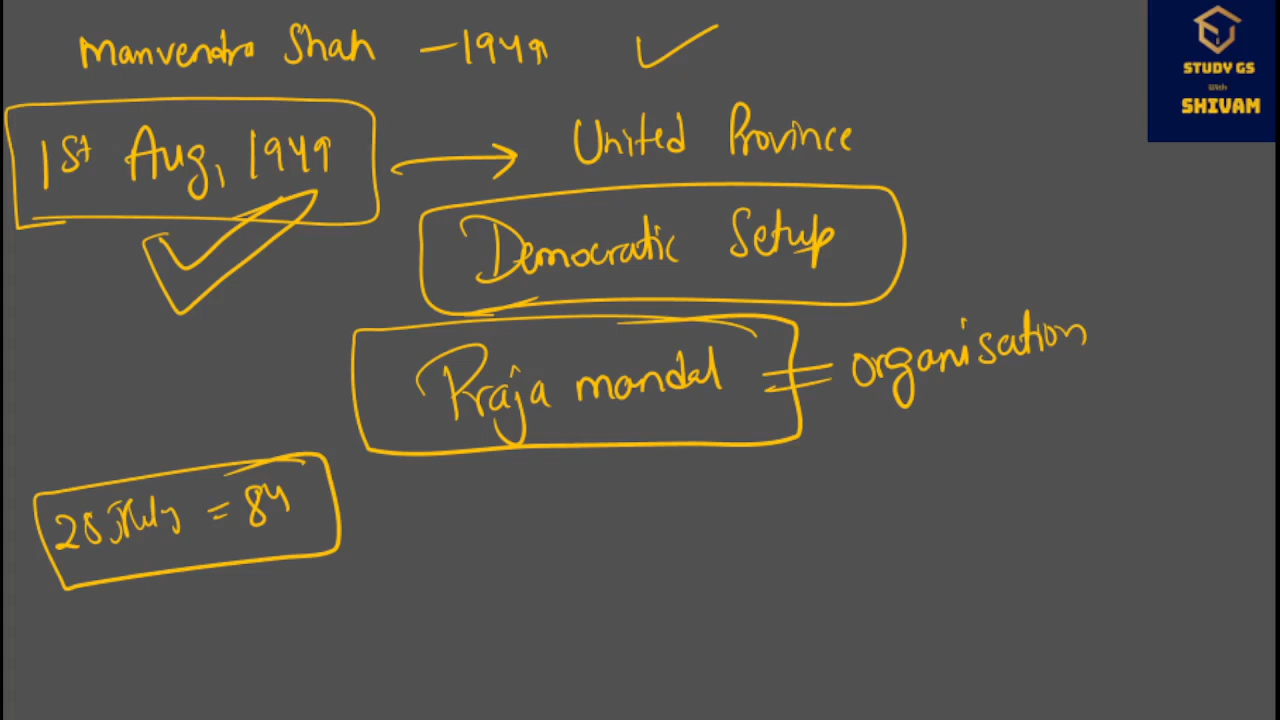 Manvendra Shah - 1949
STUDY GS
With
SHIVAM
1st Aug, 1949 → United Province
Democratic Setup
Praja mandal = organisation
28 July = 84